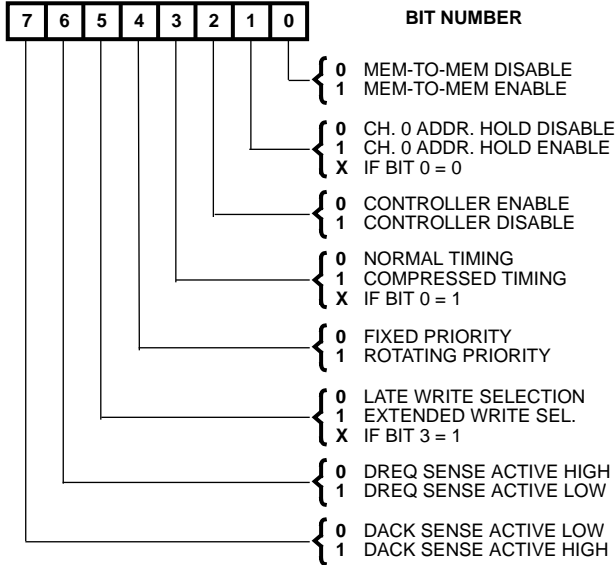 7 6 5 4 3 2 1 0 BIT NUMBER
0 MEM-TO-MEM DISABLE
1 MEM-TO-MEM ENABLE
0 CH. 0 ADDR. HOLD DISABLE
1 CH. 0 ADDR. HOLD ENABLE
X IF BIT 0 = 0
0 CONTROLLER ENABLE
1 CONTROLLER DISABLE
0 NORMAL TIMING
1 COMPRESSED TIMING
X IF BIT 0 = 1
0 FIXED PRIORITY
1 ROTATING PRIORITY
0 LATE WRITE SELECTION
1 EXTENDED WRITE SEL.
X IF BIT 3 = 1
0 DREQ SENSE ACTIVE HIGH
1 DREQ SENSE ACTIVE LOW
0 DACK SENSE ACTIVE LOW
1 DACK SENSE ACTIVE HIGH